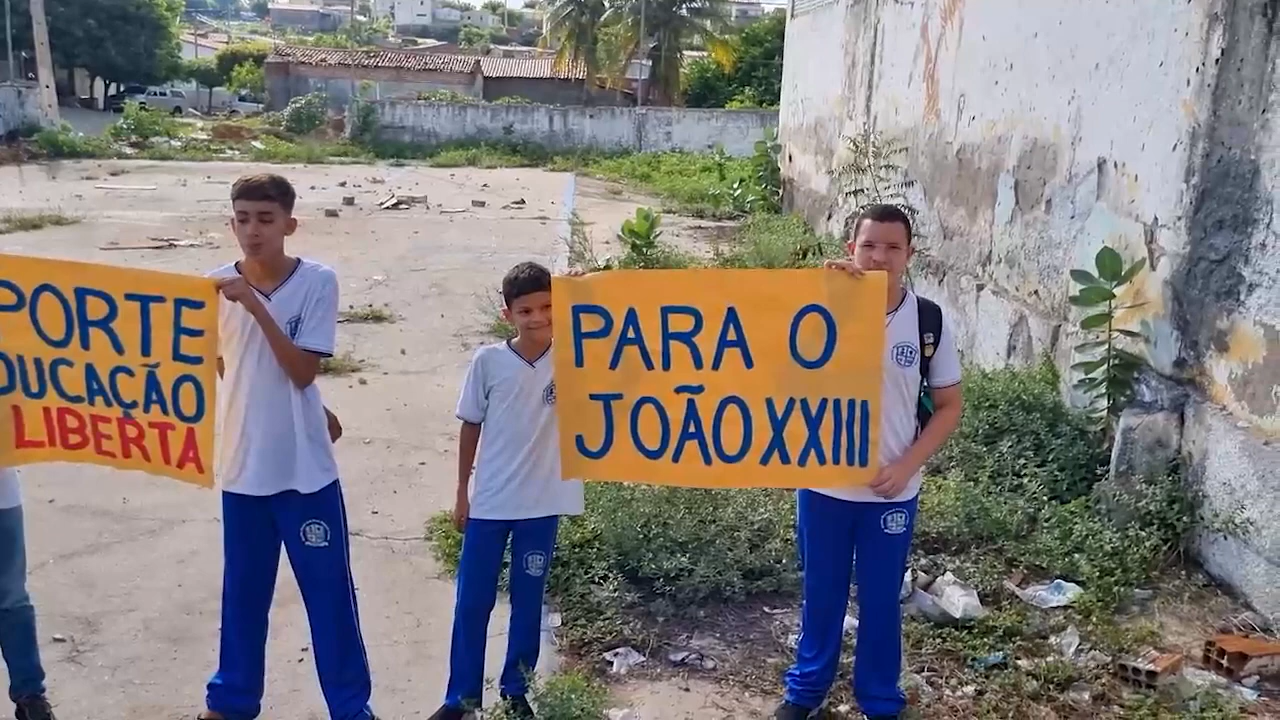 PORTE
DUCAÇÃO
LIBERTA
PARA O
JOÃO XXIII